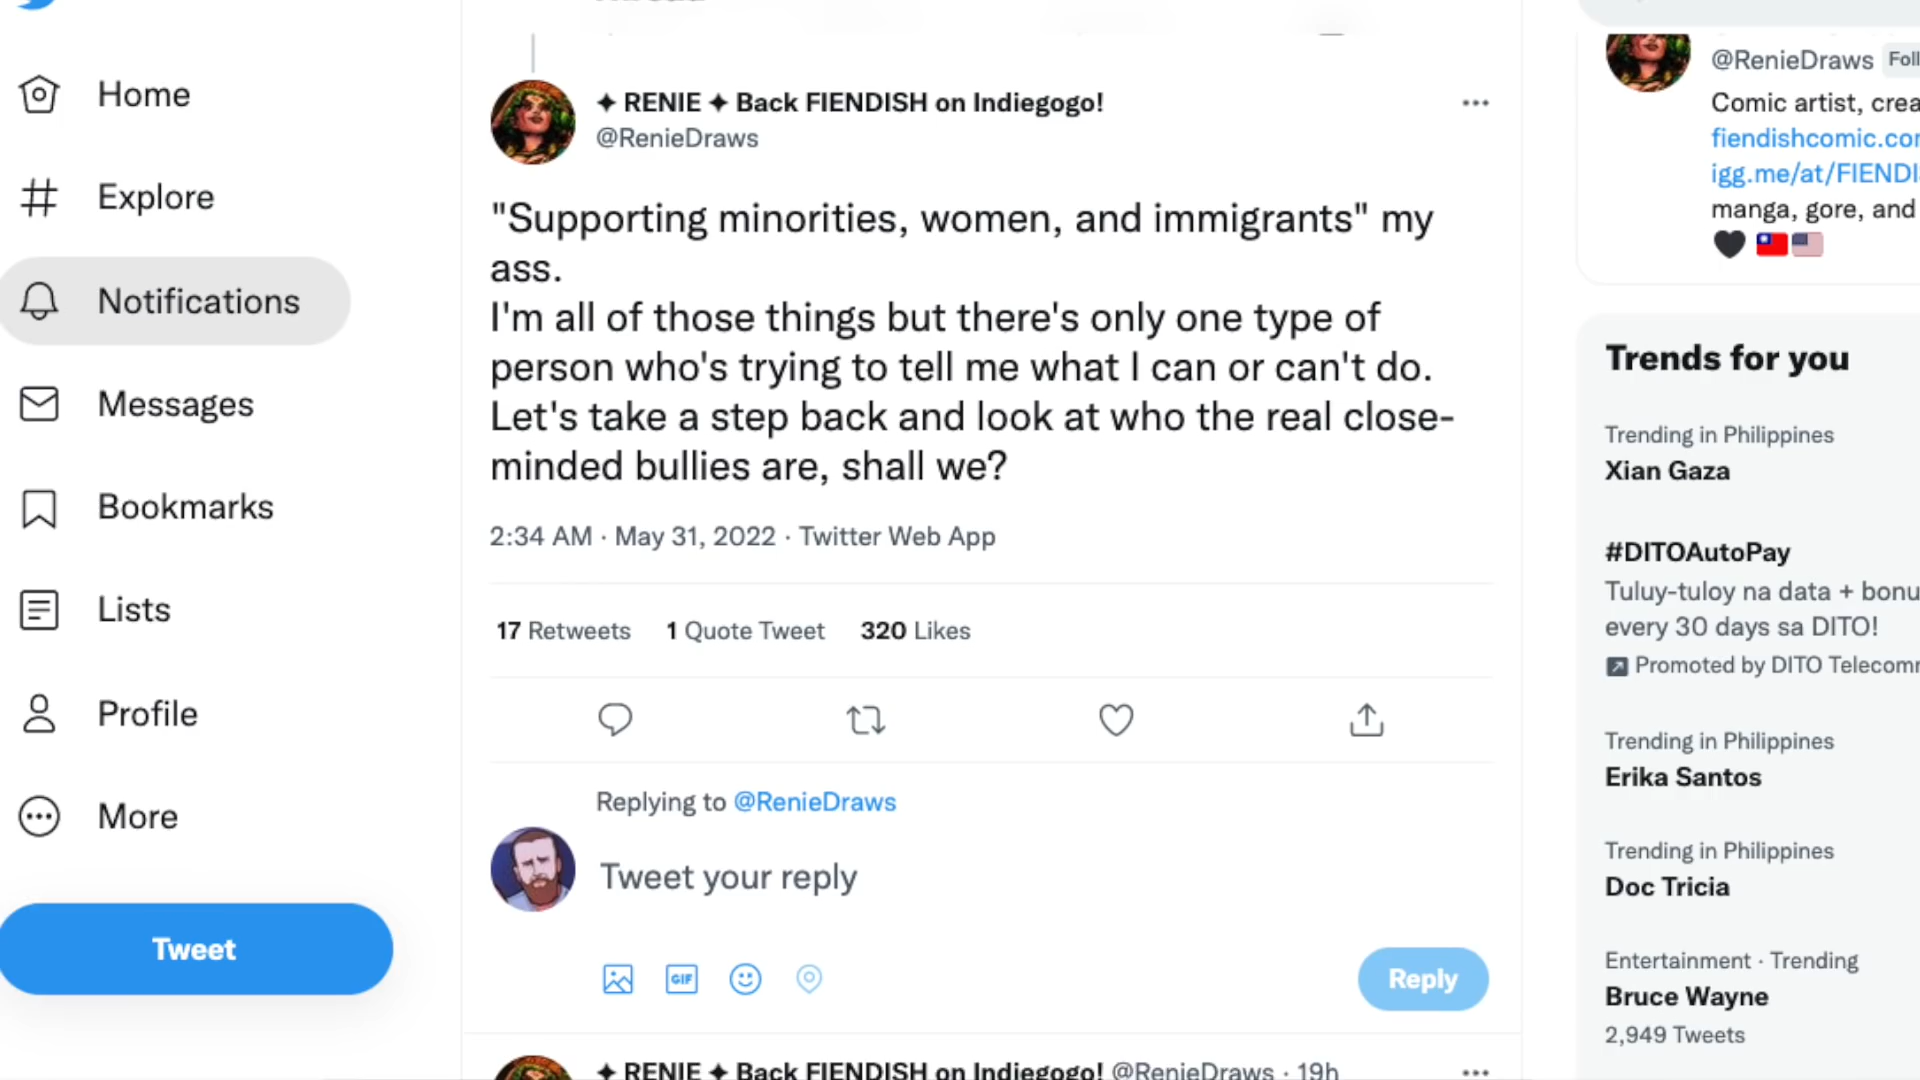 Home
Explore
Notifications
Messages
Bookmarks
Lists
Profile
More
Tweet
✦ RENIE ✦ Back FIENDISH on Indiegogo!
@RenieDraws
"Supporting minorities, women, and immigrants" my
ass.
I'm all of those things but there's only one type of
person who's trying to tell me what I can or can't do.
Let's take a step back and look at who the real close-
minded bullies are, shall we?
2:34 AM · May 31, 2022 · Twitter Web App
17 Retweets 1 Quote Tweet 320 Likes
Replying to @RenieDraws
Tweet your reply
GIF
Reply
✦ RENIE ✦ Back FIENDISH on Indiegogo! @RenieDraws · 19h
@RenieDraws Foll
Comic artist, crea
fiendishcomic.cor
igg.me/at/FIENDI
manga, gore, and
Trends for you
Trending in Philippines
Xian Gaza
#DITOAutoPay
Tuluy-tuloy na data + bonu
every 30 days sa DITO!
Promoted by DITO Telecom
Trending in Philippines
Erika Santos
Trending in Philippines
Doc Tricia
Entertainment · Trending
Bruce Wayne
2,949 Tweets